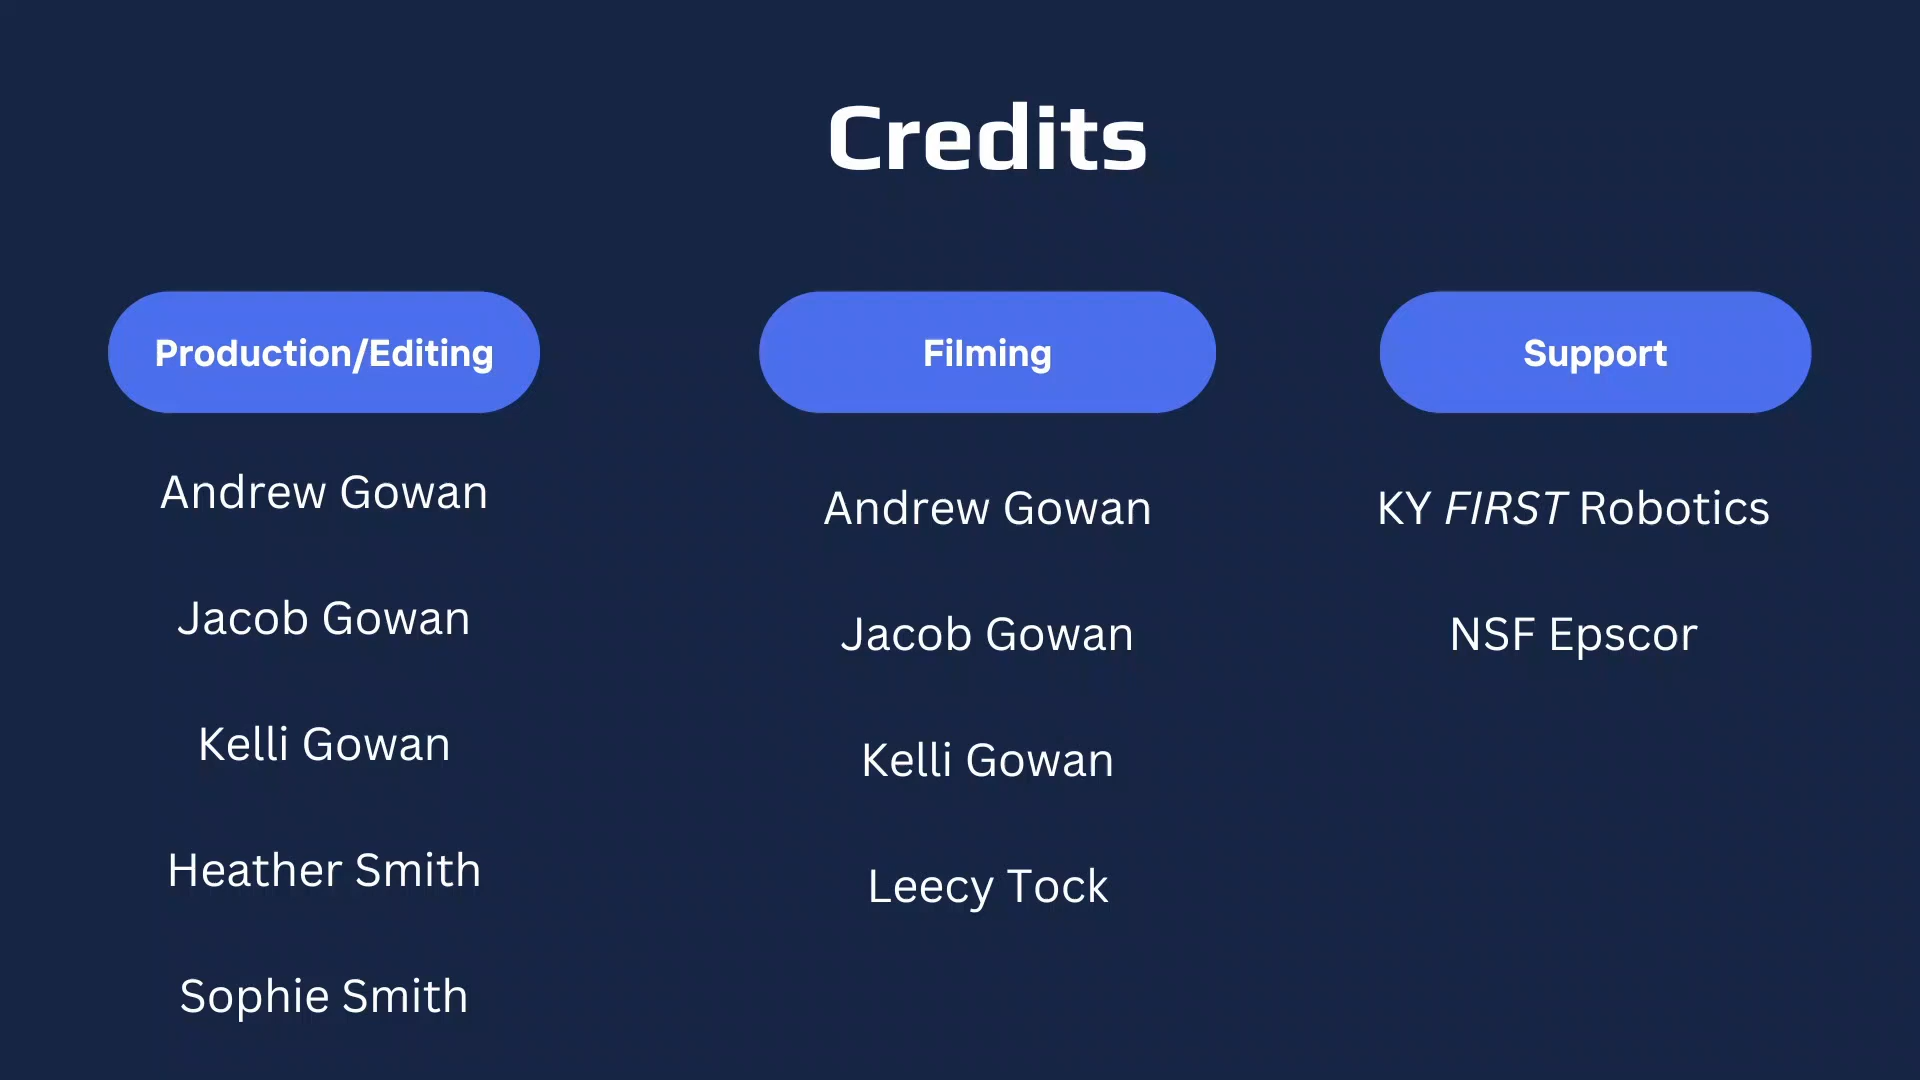 Credits
Production/Editing
Andrew Gowan
Jacob Gowan
Kelli Gowan
Heather Smith
Sophie Smith
Filming
Andrew Gowan
Jacob Gowan
Kelli Gowan
Leecy Tock
Support
KY FIRST Robotics
NSF Epscor